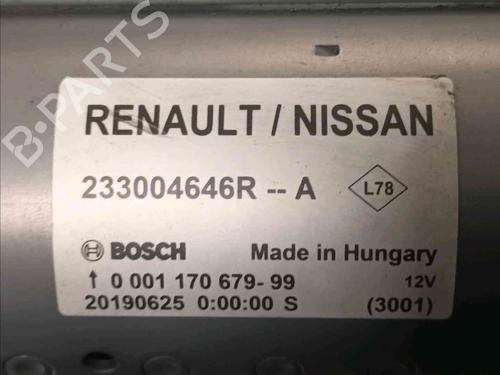 B-PARTS
RENAULT / NISSAN
233004646R -- A
L78
BOSCH Made in Hungary
↑ 0 001 170 679- 99 12V
20190625 0:00:00 S (3001)